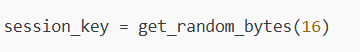 session_key = get_random_bytes(16)